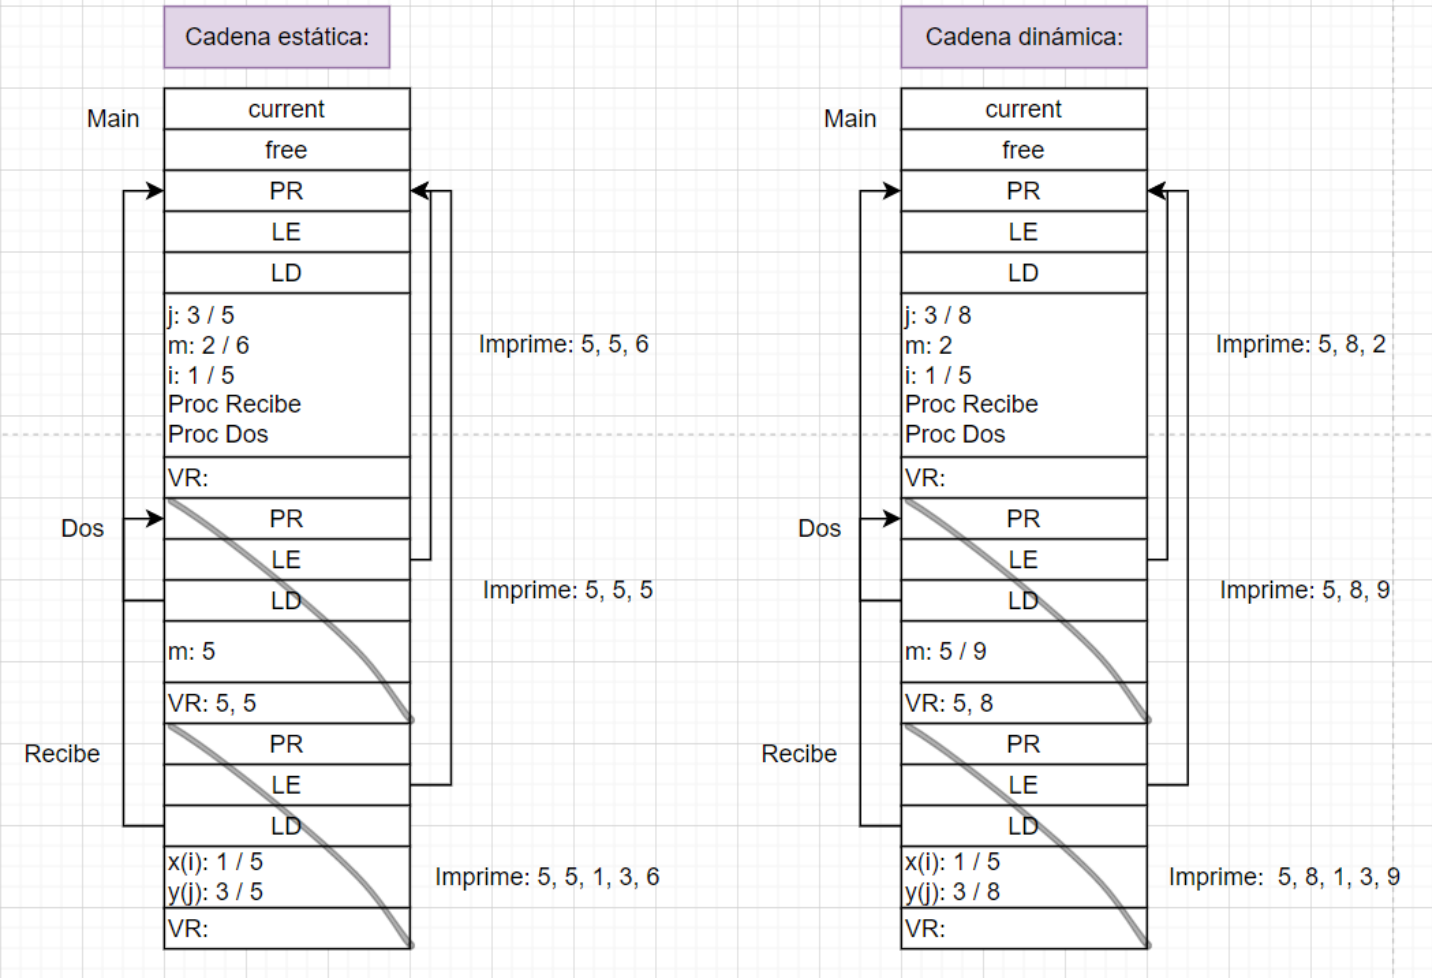 Cadena estática:
Main
current
free
PR
LE
LD
j: 3 / 5
m: 2 / 6
i: 1 / 5
Proc Recibe
Proc Dos
Imprime: 5, 5, 6
VR:
Dos
PR
LE
LD
m: 5
Imprime: 5, 5, 5
VR: 5, 5
Recibe
PR
LE
LD
x(i): 1 / 5
y(j): 3 / 5
Imprime: 5, 5, 1, 3, 6
VR:
Cadena dinámica:
Main
current
free
PR
LE
LD
j: 3 / 8
m: 2
i: 1 / 5
Proc Recibe
Proc Dos
Imprime: 5, 8, 2
VR:
Dos
PR
LE
LD
m: 5 / 9
Imprime: 5, 8, 9
VR: 5, 8
Recibe
PR
LE
LD
x(i): 1 / 5
y(j): 3 / 8
Imprime: 5, 8, 1, 3, 9
VR: